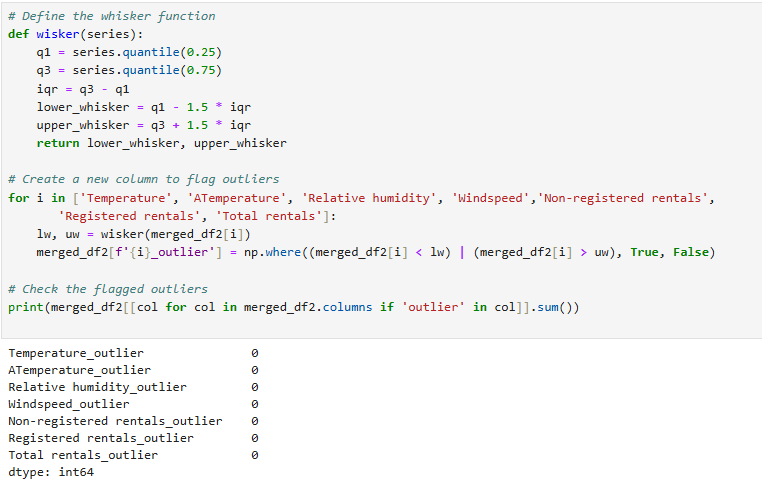 # Define the whisker function
def wisker(series):
    q1 = series.quantile(0.25)
    q3 = series.quantile(0.75)
    iqr = q3 - q1
    lower_whisker = q1 - 1.5 * iqr
    upper_whisker = q3 + 1.5 * iqr
    return lower_whisker, upper_whisker

# Create a new column to flag outliers
for i in ['Temperature', 'ATemperature', 'Relative humidity', 'Windspeed','Non-registered rentals',
       'Registered rentals', 'Total rentals']:
    lw, uw = wisker(merged_df2[i])
    merged_df2[f'{i}_outlier'] = np.where((merged_df2[i] < lw) | (merged_df2[i] > uw), True, False)

# Check the flagged outliers
print(merged_df2[[col for col in merged_df2.columns if 'outlier' in col]].sum())

Temperature_outlier               0
ATemperature_outlier              0
Relative humidity_outlier         0
Windspeed_outlier                 0
Non-registered rentals_outlier    0
Registered rentals_outlier        0
Total rentals_outlier             0
dtype: int64